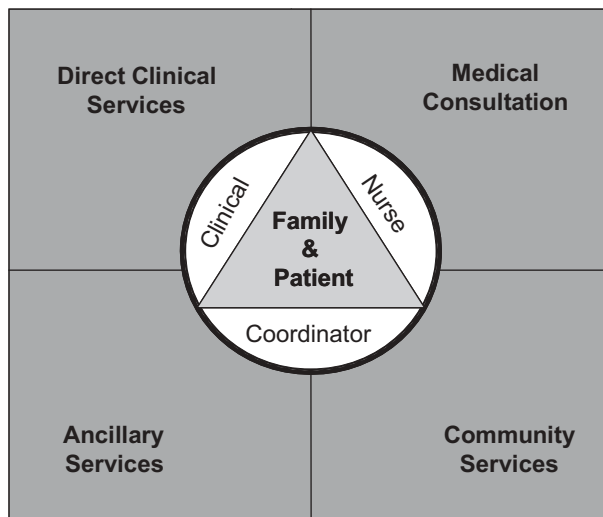 Direct Clinical
Services
Medical
Consultation
Clinical
Nurse
Family
&
Patient
Coordinator
Ancillary
Services
Community
Services